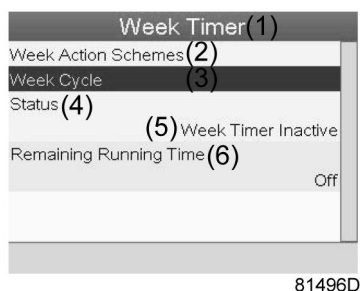 Week Timer(1)
Week Action Schemes(2)
Week Cycle (3)
Status(4)
(5)Week Timer Inactive
Remaining Running Time(6)
Off
81496D